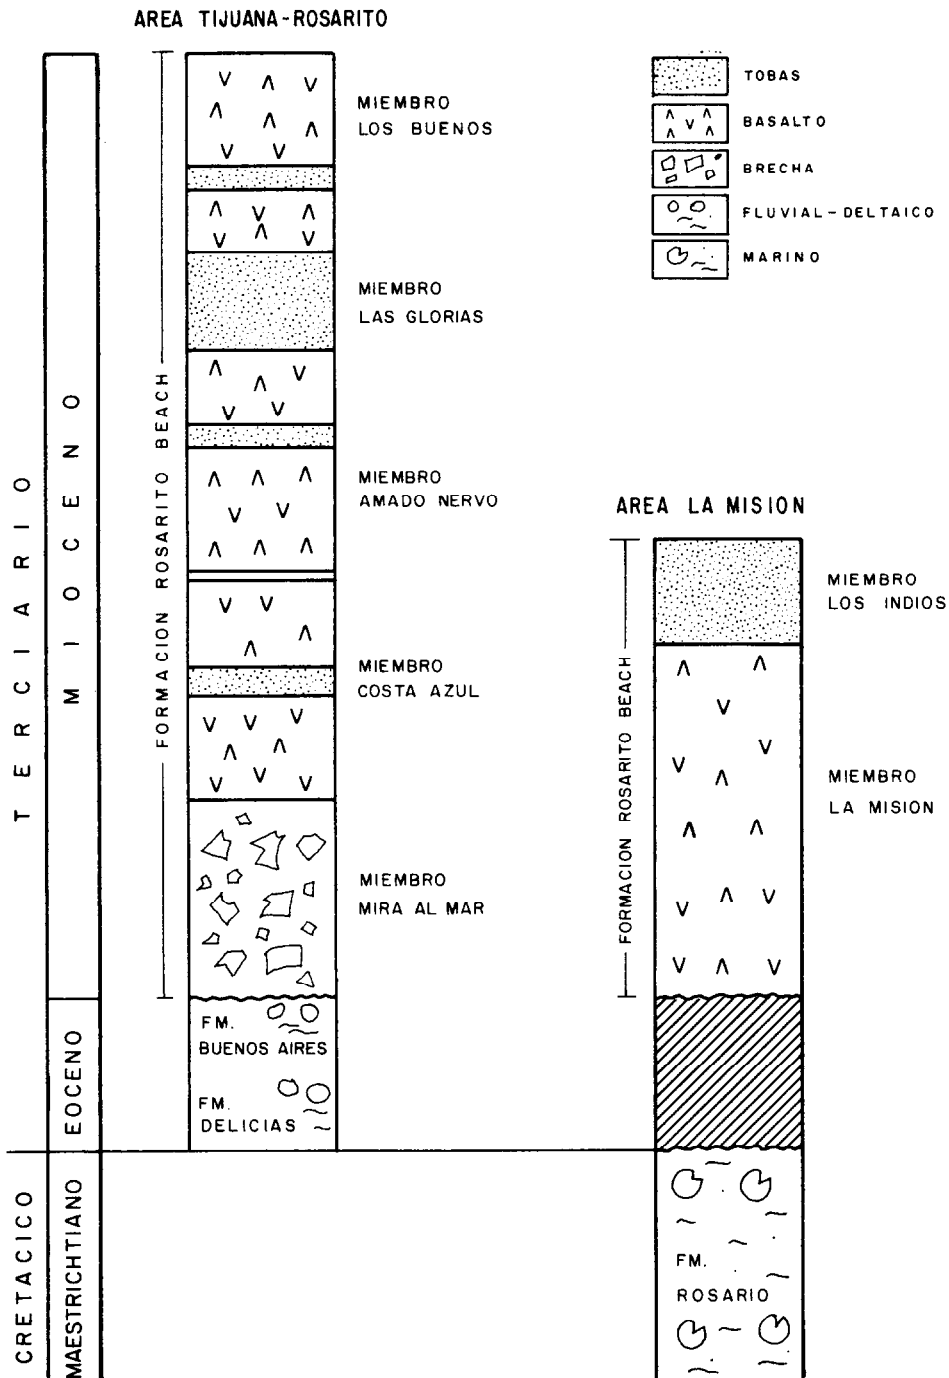 AREA TIJUANA-ROSARITO
TERCIARIO
MIOCENO
EOCENO
CRETACICO
MAESTRICHTIANO
FORMACION ROSARITO BEACH
MIEMBRO
LOS BUENOS
MIEMBRO
LAS GLORIAS
MIEMBRO
AMADO NERVO
MIEMBRO
COSTA AZUL
MIEMBRO
MIRA AL MAR
FM.
BUENOS AIRES
FM.
DELICIAS
TOBAS
BASALTO
BRECHA
FLUVIAL-DELTAICO
MARINO
AREA LA MISION
FORMACION ROSARITO BEACH
MIEMBRO
LOS INDIOS
MIEMBRO
LA MISION
FM.
ROSARIO